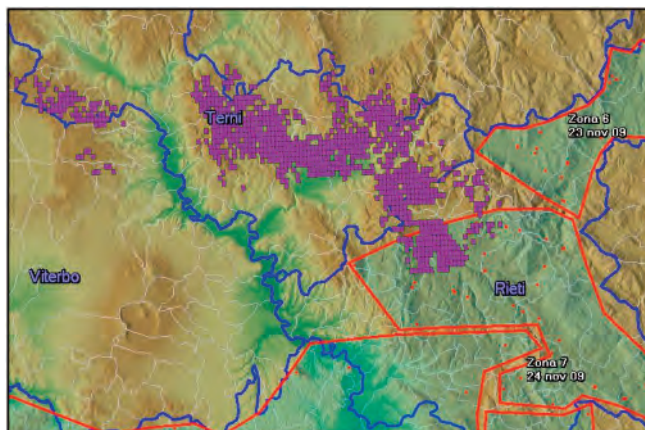 Zona 6
23 nov 09
Terni
Viterbo
Rieti
Zona 7
24 nov 09